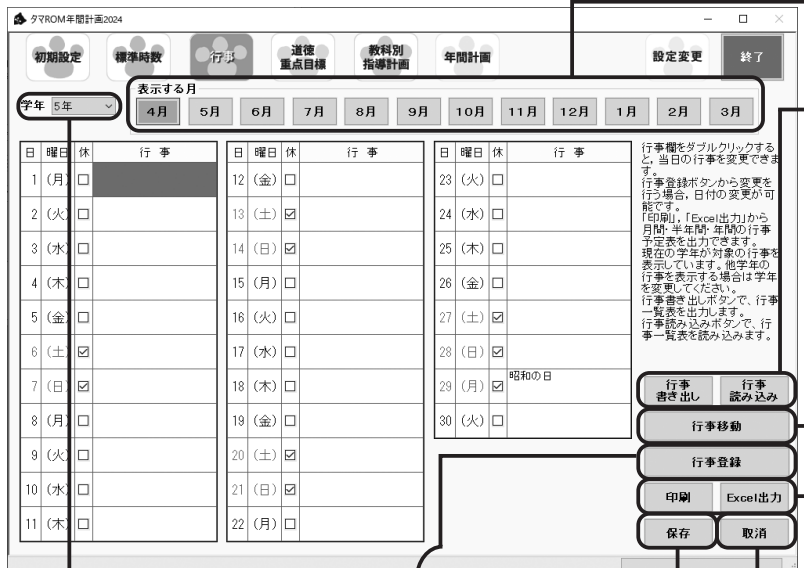 タマROM年間計画2024
初期設定
標準時数
行事
道徳
重点目標
教科別
指導計画
年間計画
設定変更
終了
学年 5年
表示する月
4月 5月 6月 7月 8月 9月 10月 11月 12月 1月 2月 3月
日 曜日 休 行 事
1 (月)
2 (火)
3 (水)
4 (木)
5 (金)
6 (土)
7 (日)
8 (月)
9 (火)
10 (水)
11 (木)
日 曜日 休 行 事
12 (金)
13 (土)
14 (日)
15 (月)
16 (火)
17 (水)
18 (木)
19 (金)
20 (土)
21 (日)
22 (月)
日 曜日 休 行 事
23 (火)
24 (水)
25 (木)
26 (金)
27 (土)
28 (日)
29 (月) 昭和の日
30 (火)
行事欄をダブルクリックする
と,当日の行事を変更できま
す。
行事登録ボタンから変更を
行う場合,日付の変更が可
能です。
「印刷」,「Excel出力」から
月間・半年間・年間の行事
予定表を出力できます。
現在の学年が対象の行事を
表示しています。他学年の
行事を表示する場合は学年
を変更してください。
行事書き出しボタンで、行事
一覧表を出力します。
行事読み込みボタンで、行
事一覧表を読み込みます。
行事
書き出し
行事
読み込み
行事移動
行事登録
印刷 Excel出力
保存 取消